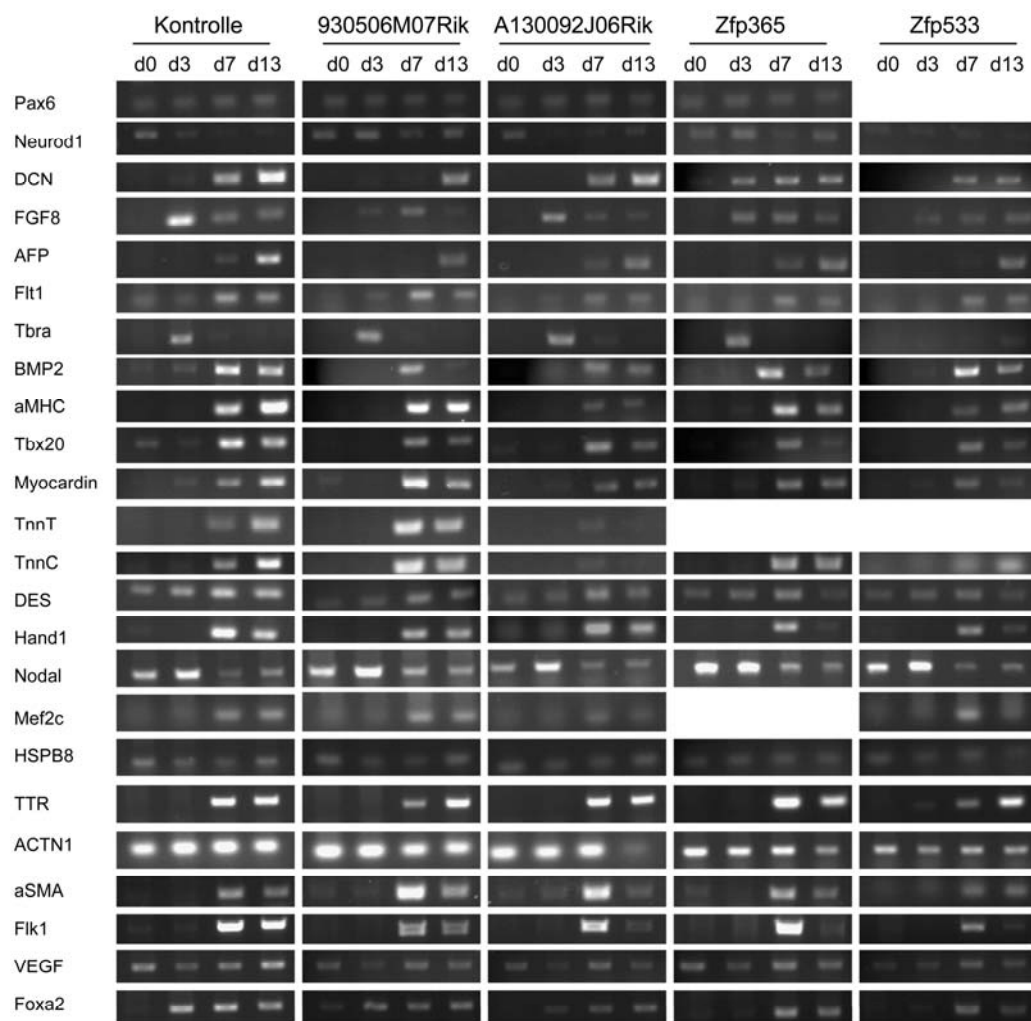 Kontrolle 930506M07Rik A130092J06Rik Zfp365 Zfp533
d0 d3 d7 d13 d0 d3 d7 d13 d0 d3 d7 d13 d0 d3 d7 d13 d0 d3 d7 d13
Pax6
Neurod1
DCN
FGF8
AFP
Flt1
Tbra
BMP2
aMHC
Tbx20
Myocardin
TnnT
TnnC
DES
Hand1
Nodal
Mef2c
HSPB8
TTR
ACTN1
aSMA
Flk1
VEGF
Foxa2